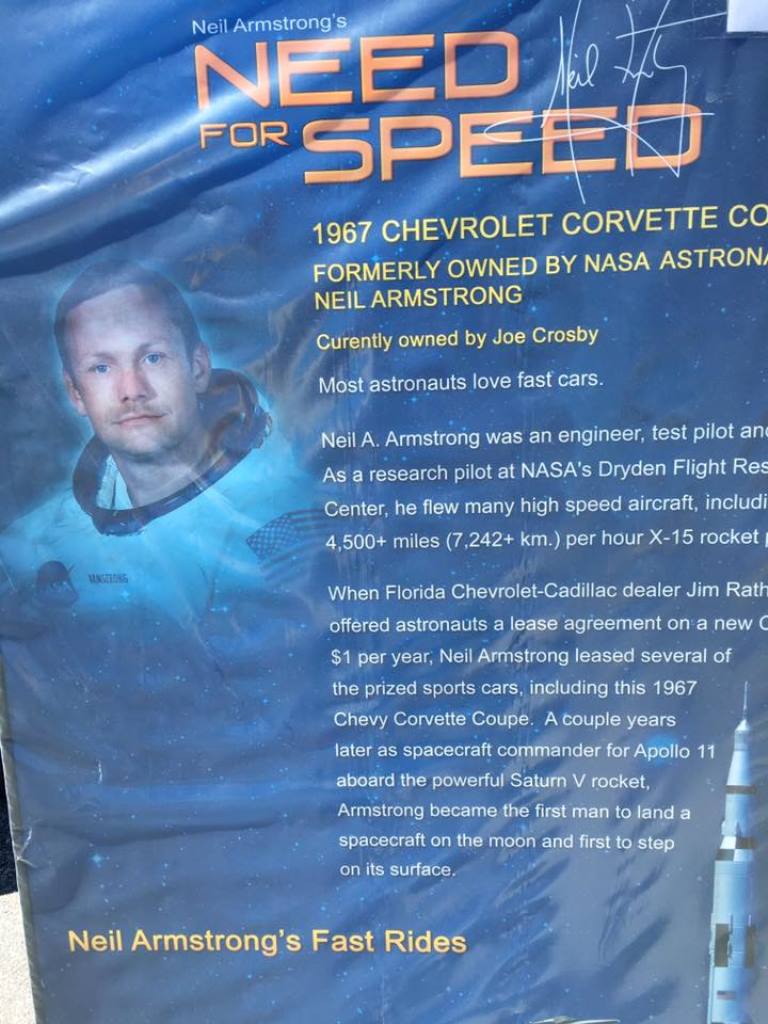 Neil Armstrong's
NEED
FOR SPEED
1967 CHEVROLET CORVETTE CO
FORMERLY OWNED BY NASA ASTRONA
NEIL ARMSTRONG
Curently owned by Joe Crosby
Most astronauts love fast cars.
Neil A. Armstrong was an engineer, test pilot and
As a research pilot at NASA's Dryden Flight Res
Center, he flew many high speed aircraft, includi
4,500+ miles (7,242+ km.) per hour X-15 rocket
When Florida Chevrolet-Cadillac dealer Jim Rath
offered astronauts a lease agreement on a new C
$1 per year, Neil Armstrong leased several of
the prized sports cars, including this 1967
Chevy Corvette Coupe. A couple years
later as spacecraft commander for Apollo 11
aboard the powerful Saturn V rocket,
Armstrong became the first man to land a
spacecraft on the moon and first to step
on its surface.
Neil Armstrong's Fast Rides